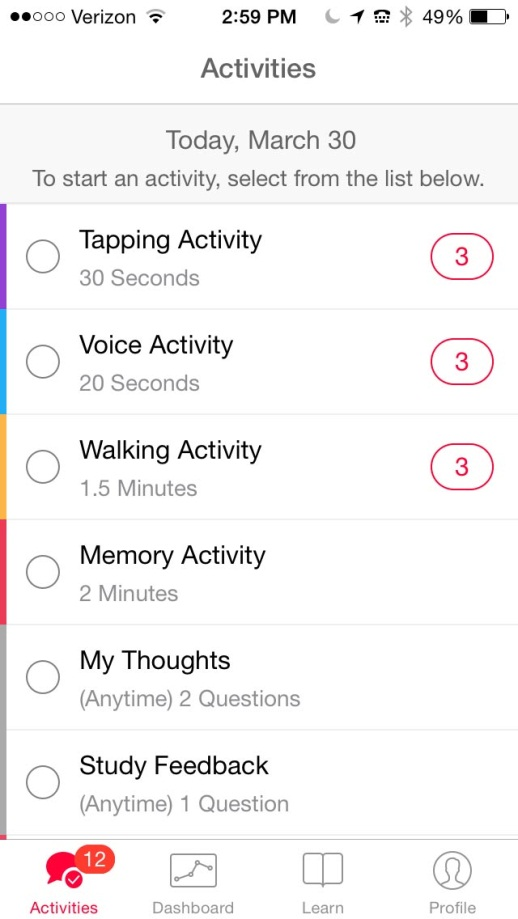 Verizon 2:59 PM 49%
Activities
Today, March 30
To start an activity, select from the list below.
Tapping Activity
30 Seconds
3
Voice Activity
20 Seconds
3
Walking Activity
1.5 Minutes
3
Memory Activity
2 Minutes
My Thoughts
(Anytime) 2 Questions
Study Feedback
(Anytime) 1 Question
12
Activities Dashboard Learn Profile